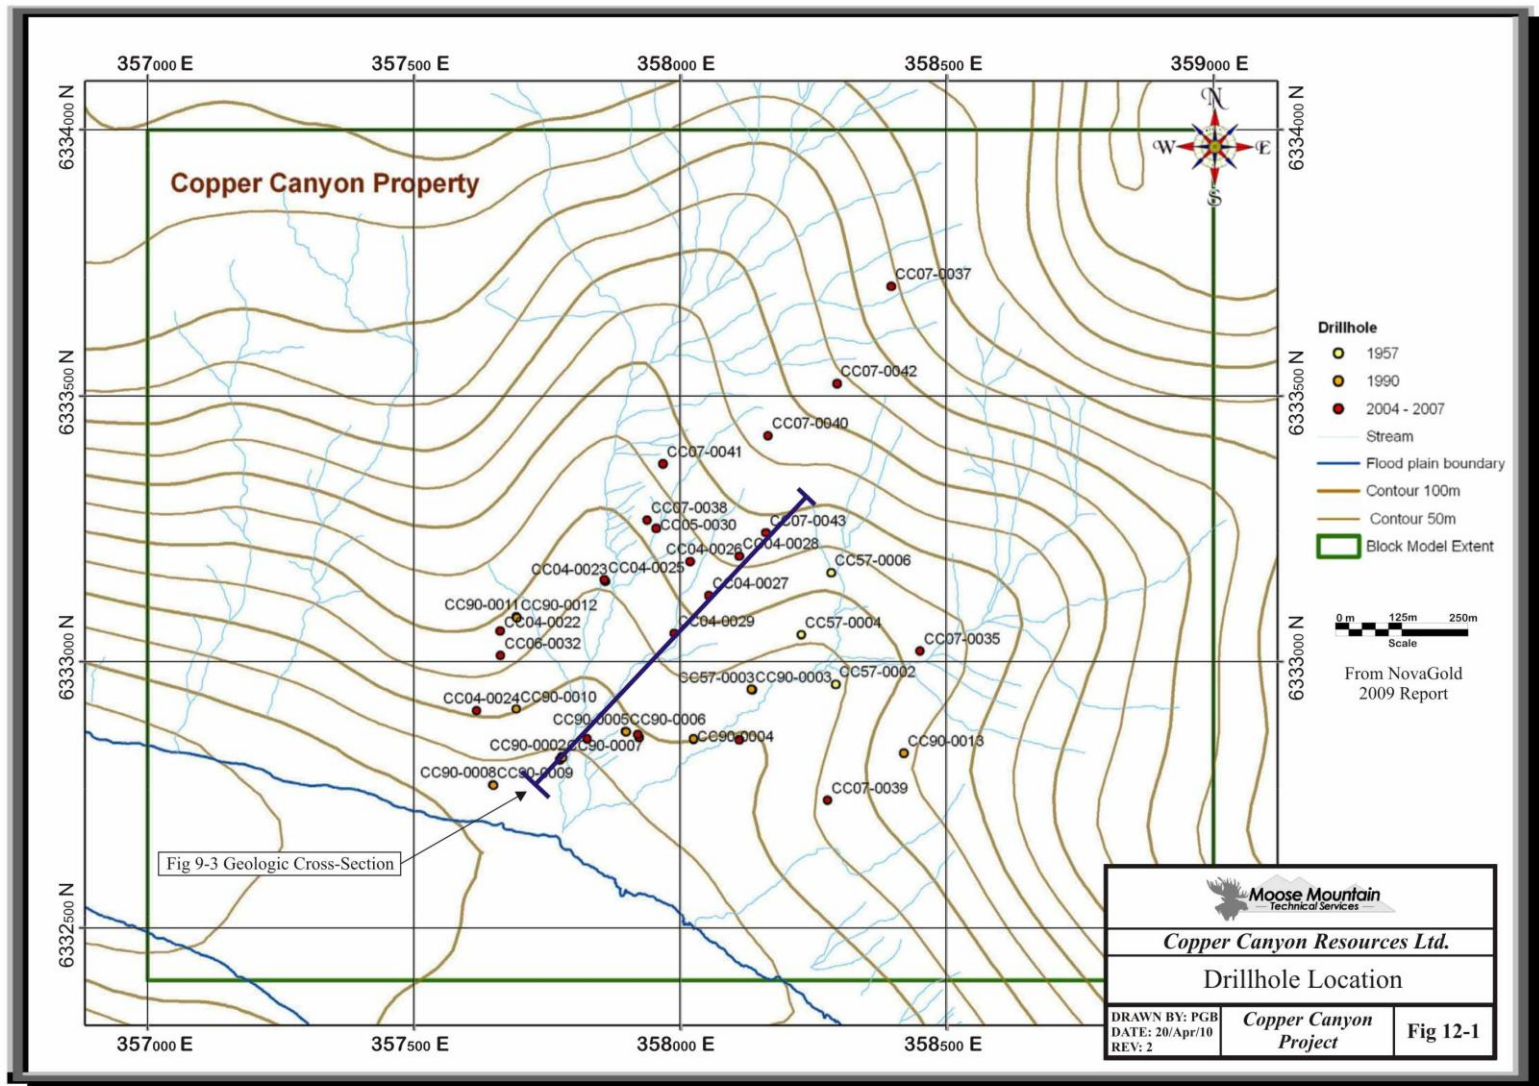 357000 E 357500 E 358000 E 358500 E 359000 E
6334000 N
6333500 N
6333000 N
6332500 N
6334000 N
6333500 N
6333000 N
N
W E
S
Copper Canyon Property
CC07-0037
CC07-0042
CC07-0040
CC07-0041
CC07-0038
CC05-0030
CC07-0043
CC04-0026 CC04-0028
CC04-0023 CC04-0025
CC57-0006
CC04-0027
CC90-0011 CC90-0012
CC04-0022
CC04-0029
CC57-0004
CC06-0032
CC07-0035
CC57-0003 CC90-0003
CC57-0002
CC04-0024 CC90-0010
CC90-0005 CC90-0006
CC90-0002 CC90-0007
CC90-0004
CC90-0013
CC90-0008 CC90-0009
CC07-0039
Fig 9-3 Geologic Cross-Section
Drillhole
1957
1990
2004 - 2007
Stream
Flood plain boundary
Contour 100m
Contour 50m
Block Model Extent
0 m 125m 250m
Scale
From NovaGold
2009 Report
Moose Mountain
Technical Services
Copper Canyon Resources Ltd.
Drillhole Location
DRAWN BY: PGB
DATE: 20/Apr/10
REV: 2
Copper Canyon
Project
Fig 12-1
357000 E 357500 E 358000 E 358500 E